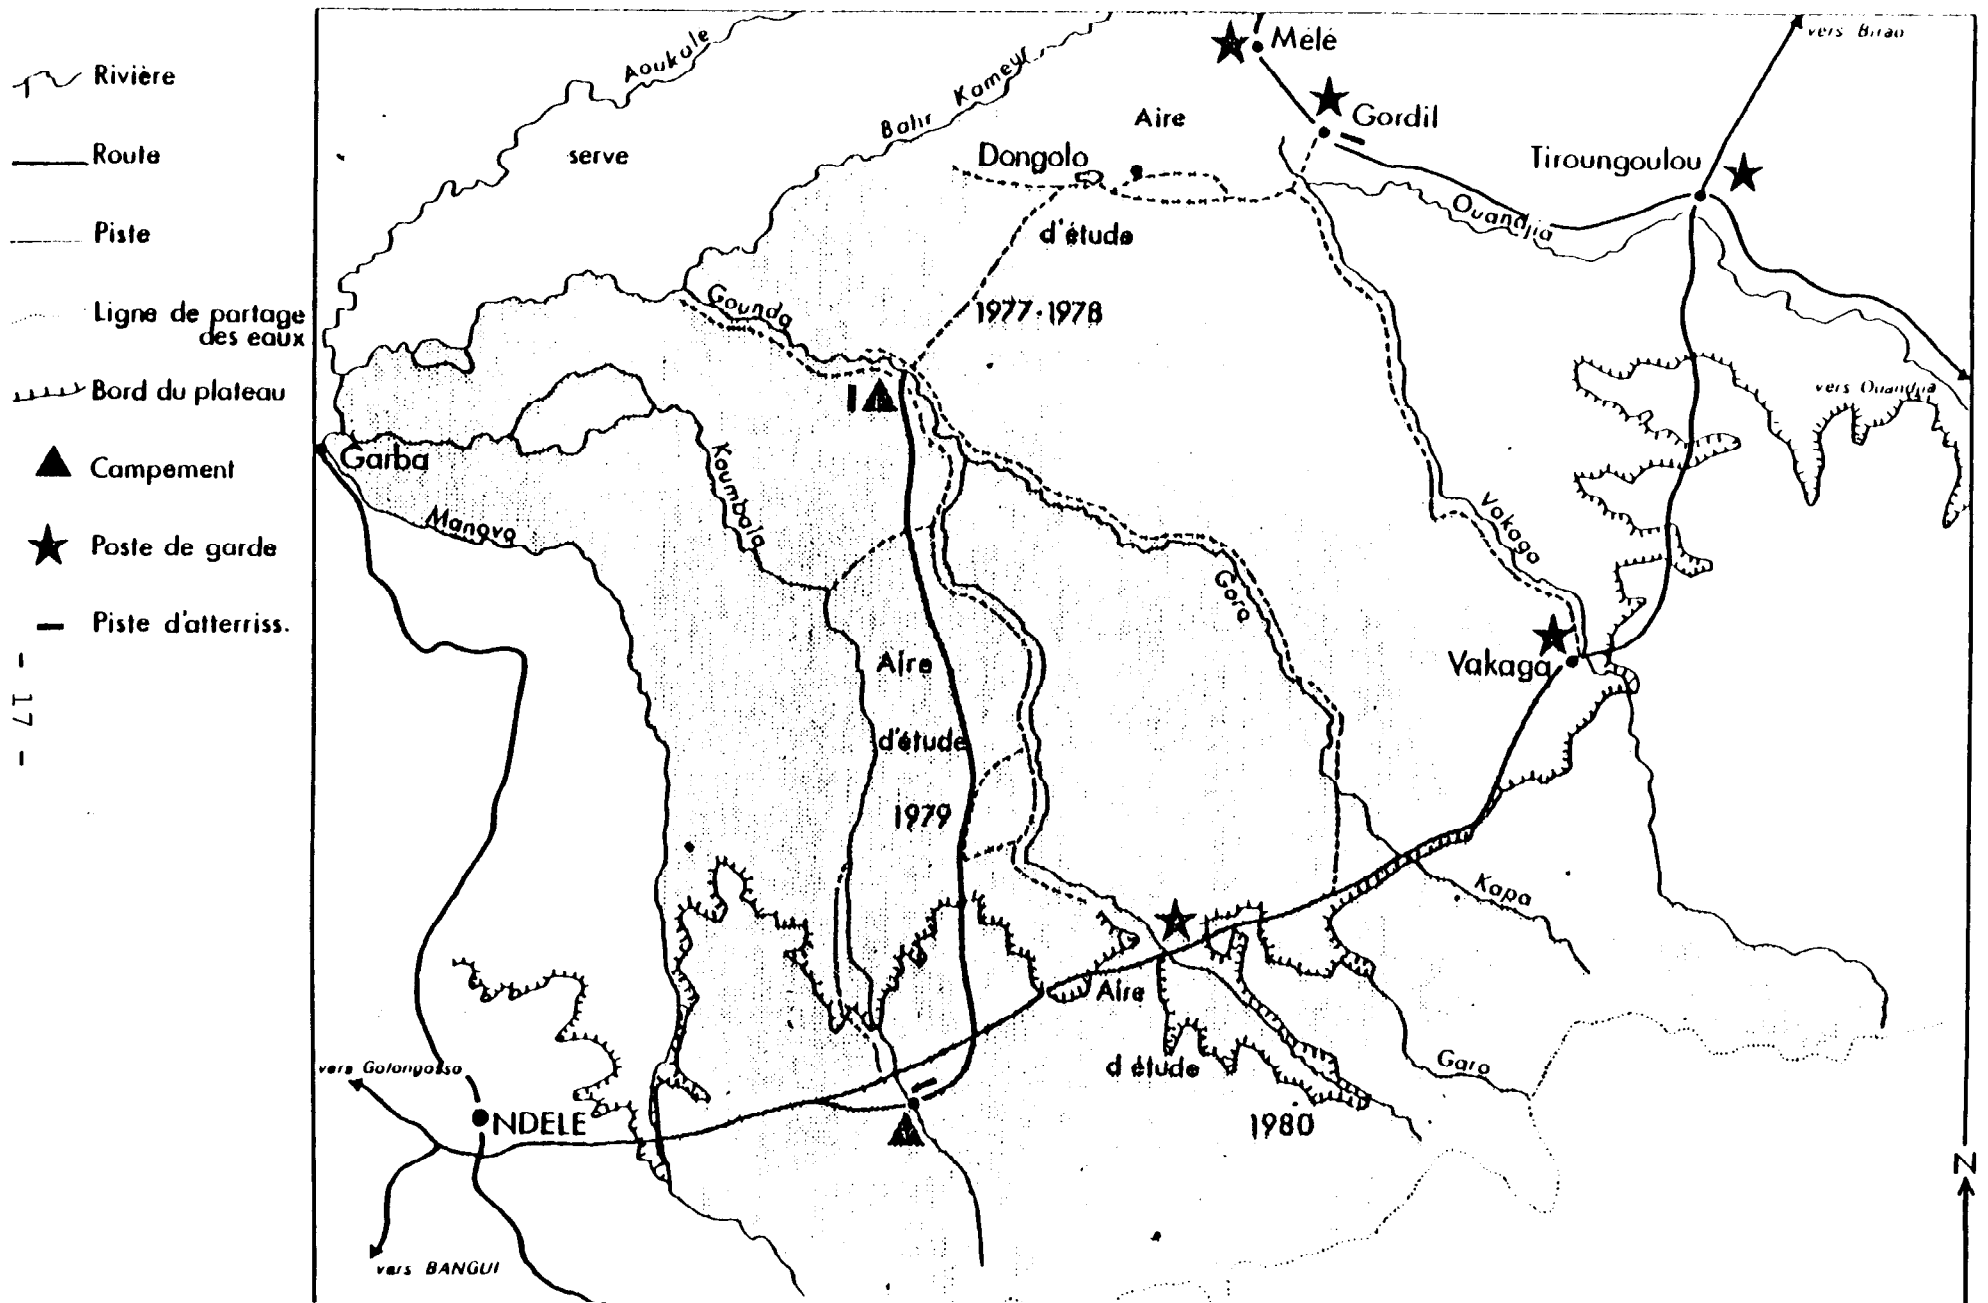 Rivière
Route
Piste
Ligne de partage
des eaux
Bord du plateau
Campement
Poste de garde
Piste d'atterriss.
- 17 -
Aoukale
serve
Bahr Kameur
Mélé
vers Birao
Aire
Gordil
Dongolo
Tiroungoulou
Ouandjia
d'étude
Gounda
1977-1978
vers Ouandjia
Garba
Manovo
Koumbala
Vakaga
Goro
Aire
Vakaga
d'étude
1979
Kapa
Aire
d étude
Garo
vers Golongosso
NDELE
1980
N
vers BANGUI